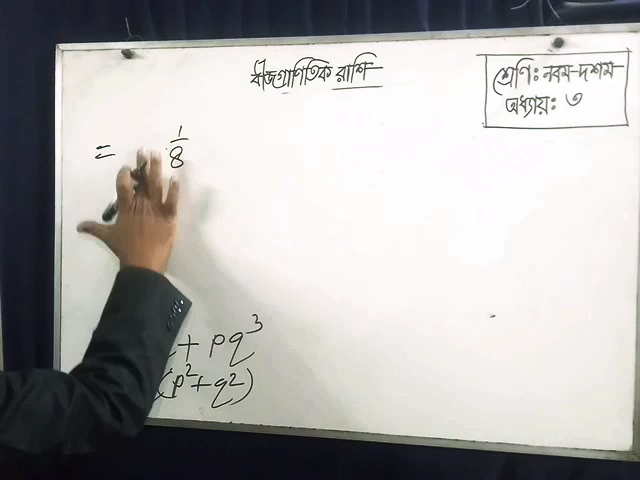 বীজগাণিতিক রাশি
শ্রেণি: নবম-দশম
অধ্যায়: ৩
= 1/8
+ pq³
(p² + q²)